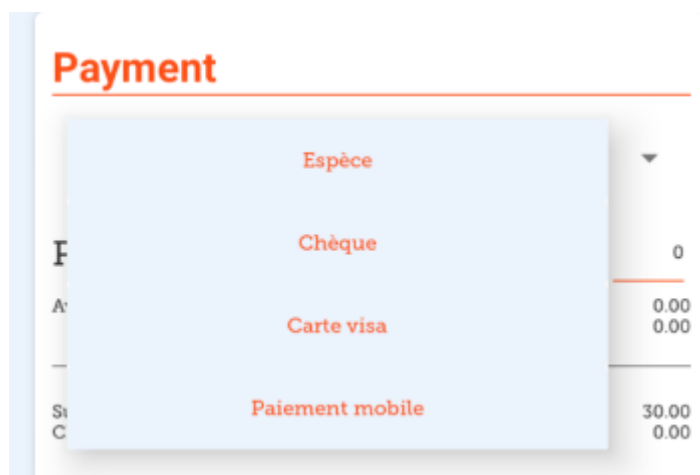 Payment
Espèce
Chèque
0
0.00
0.00
Carte visa
Paiement mobile
30.00
0.00